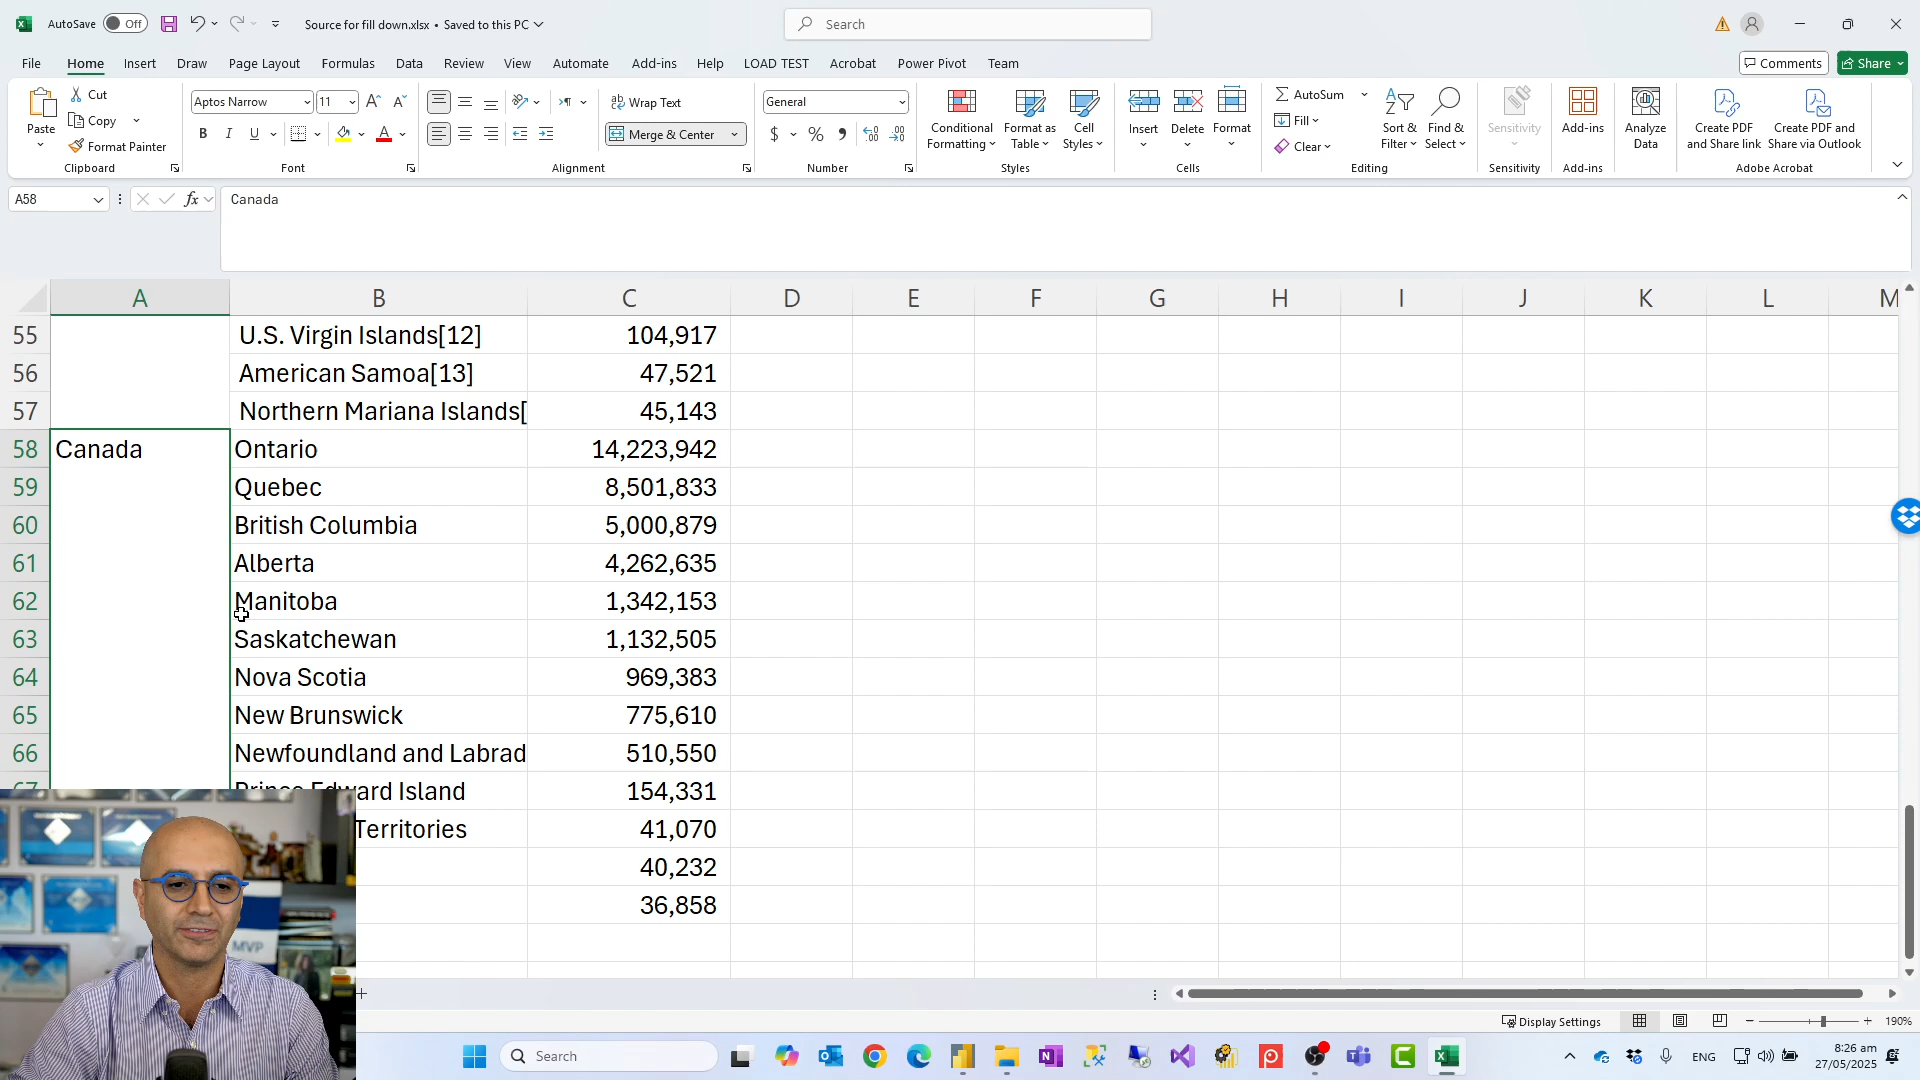 AutoSave Off Source for fill down.xlsx • Saved to this PC Search
File Home Insert Draw Page Layout Formulas Data Review View Automate Add-ins Help LOAD TEST Acrobat Power Pivot Team Comments Share
Paste Cut Copy Format Painter Clipboard
Aptos Narrow 11 B I U A Font
Wrap Text Merge & Center Alignment
General $ % Number
Conditional Formatting Format as Table Cell Styles Styles
Insert Delete Format Cells
AutoSum Fill Clear Sort & Filter Find & Select Editing
Sensitivity Sensitivity
Add-ins Add-ins
Analyze Data
Create PDF and Share link Create PDF and Share via Outlook Adobe Acrobat
A58 fx Canada
A B C D E F G H I J K L M
55 U.S. Virgin Islands[12] 104,917
56 American Samoa[13] 47,521
57 Northern Mariana Islands[ 45,143
58 Canada Ontario 14,223,942
59 Quebec 8,501,833
60 British Columbia 5,000,879
61 Alberta 4,262,635
62 Manitoba 1,342,153
63 Saskatchewan 1,132,505
64 Nova Scotia 969,383
65 New Brunswick 775,610
66 Newfoundland and Labrad 510,550
67 Prince Edward Island 154,331
Territories 41,070
40,232
36,858
MVP
Display Settings 190%
Search ENG 8:26 am
27/05/2025